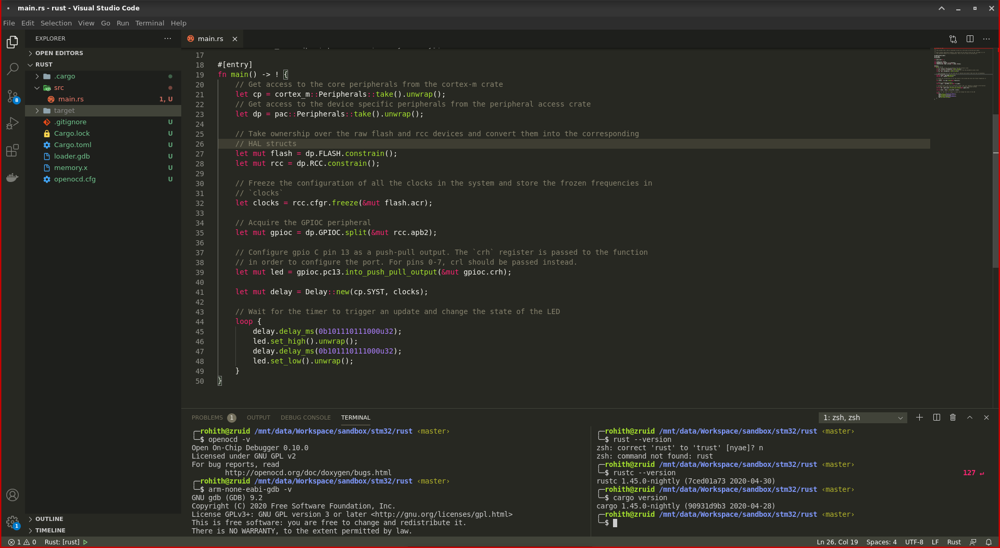 main.rs - rust - Visual Studio Code
File Edit Selection View Go Run Terminal Help
EXPLORER
main.rs
OPEN EDITORS
RUST
.cargo
src
main.rs 1, U
target
.gitignore U
Cargo.lock U
Cargo.toml U
loader.gdb U
memory.x U
openocd.cfg U
8
OUTLINE
TIMELINE
1
17
18 #[entry]
19 fn main() -> ! {
20 // Get access to the core peripherals from the cortex-m crate
21 let cp = cortex_m::Peripherals::take().unwrap();
22 // Get access to the device specific peripherals from the peripheral access crate
23 let dp = pac::Peripherals::take().unwrap();
24
25 // Take ownership over the raw flash and rcc devices and convert them into the corresponding
26 // HAL structs
27 let mut flash = dp.FLASH.constrain();
28 let mut rcc = dp.RCC.constrain();
29
30 // Freeze the configuration of all the clocks in the system and store the frozen frequencies in
31 // `clocks`
32 let clocks = rcc.cfgr.freeze(&mut flash.acr);
33
34 // Acquire the GPIOC peripheral
35 let mut gpioc = dp.GPIOC.split(&mut rcc.apb2);
36
37 // Configure gpio C pin 13 as a push-pull output. The `crh` register is passed to the function
38 // in order to configure the port. For pins 0-7, crl should be passed instead.
39 let mut led = gpioc.pc13.into_push_pull_output(&mut gpioc.crh);
40
41 let mut delay = Delay::new(cp.SYST, clocks);
42
43 // Wait for the timer to trigger an update and change the state of the LED
44 loop {
45 delay.delay_ms(0b101110111000u32);
46 led.set_high().unwrap();
47 delay.delay_ms(0b101110111000u32);
48 led.set_low().unwrap();
49 }
50 }
PROBLEMS 1 OUTPUT DEBUG CONSOLE TERMINAL 1: zsh, zsh
╭─rohith@zruid /mnt/data/Workspace/sandbox/stm32/rust ‹master›
╰─$ openocd -v
Open On-Chip Debugger 0.10.0
Licensed under GNU GPL v2
For bug reports, read
http://openocd.org/doc/doxygen/bugs.html
╭─rohith@zruid /mnt/data/Workspace/sandbox/stm32/rust ‹master›
╰─$ arm-none-eabi-gdb -v
GNU gdb (GDB) 9.2
Copyright (C) 2020 Free Software Foundation, Inc.
License GPLv3+: GNU GPL version 3 or later <http://gnu.org/licenses/gpl.html>
This is free software: you are free to change and redistribute it.
There is NO WARRANTY, to the extent permitted by law.
╭─rohith@zruid /mnt/data/Workspace/sandbox/stm32/rust ‹master›
╰─$ rust --version
zsh: correct 'rust' to 'trust' [nyae]? n
zsh: command not found: rust
╭─rohith@zruid /mnt/data/Workspace/sandbox/stm32/rust ‹master›
╰─$ rustc --version 127 ↵
rustc 1.45.0-nightly (7ced01a73 2020-04-30)
╭─rohith@zruid /mnt/data/Workspace/sandbox/stm32/rust ‹master›
╰─$ cargo version
cargo 1.45.0-nightly (90931d9b3 2020-04-28)
╭─rohith@zruid /mnt/data/Workspace/sandbox/stm32/rust ‹master›
╰─$
1 0 Rust: [rust] Ln 26, Col 19 Spaces: 4 UTF-8 LF Rust